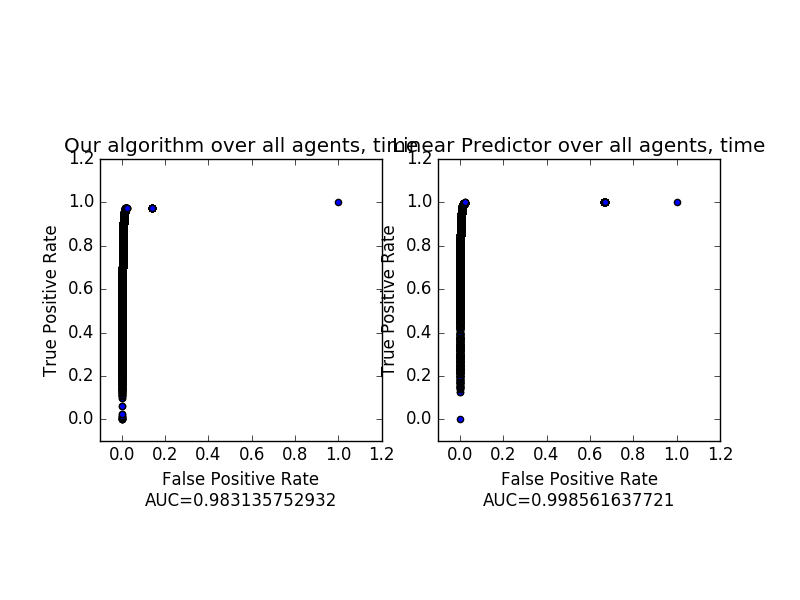 Our algorithm over all agents, time
Linear Predictor over all agents, time
1.2
1.0
0.8
0.6
0.4
0.2
0.0
True Positive Rate
0.0 0.2 0.4 0.6 0.8 1.0 1.2
False Positive Rate
AUC=0.983135752932
1.2
1.0
0.8
0.6
0.4
0.2
0.0
True Positive Rate
0.0 0.2 0.4 0.6 0.8 1.0 1.2
False Positive Rate
AUC=0.998561637721